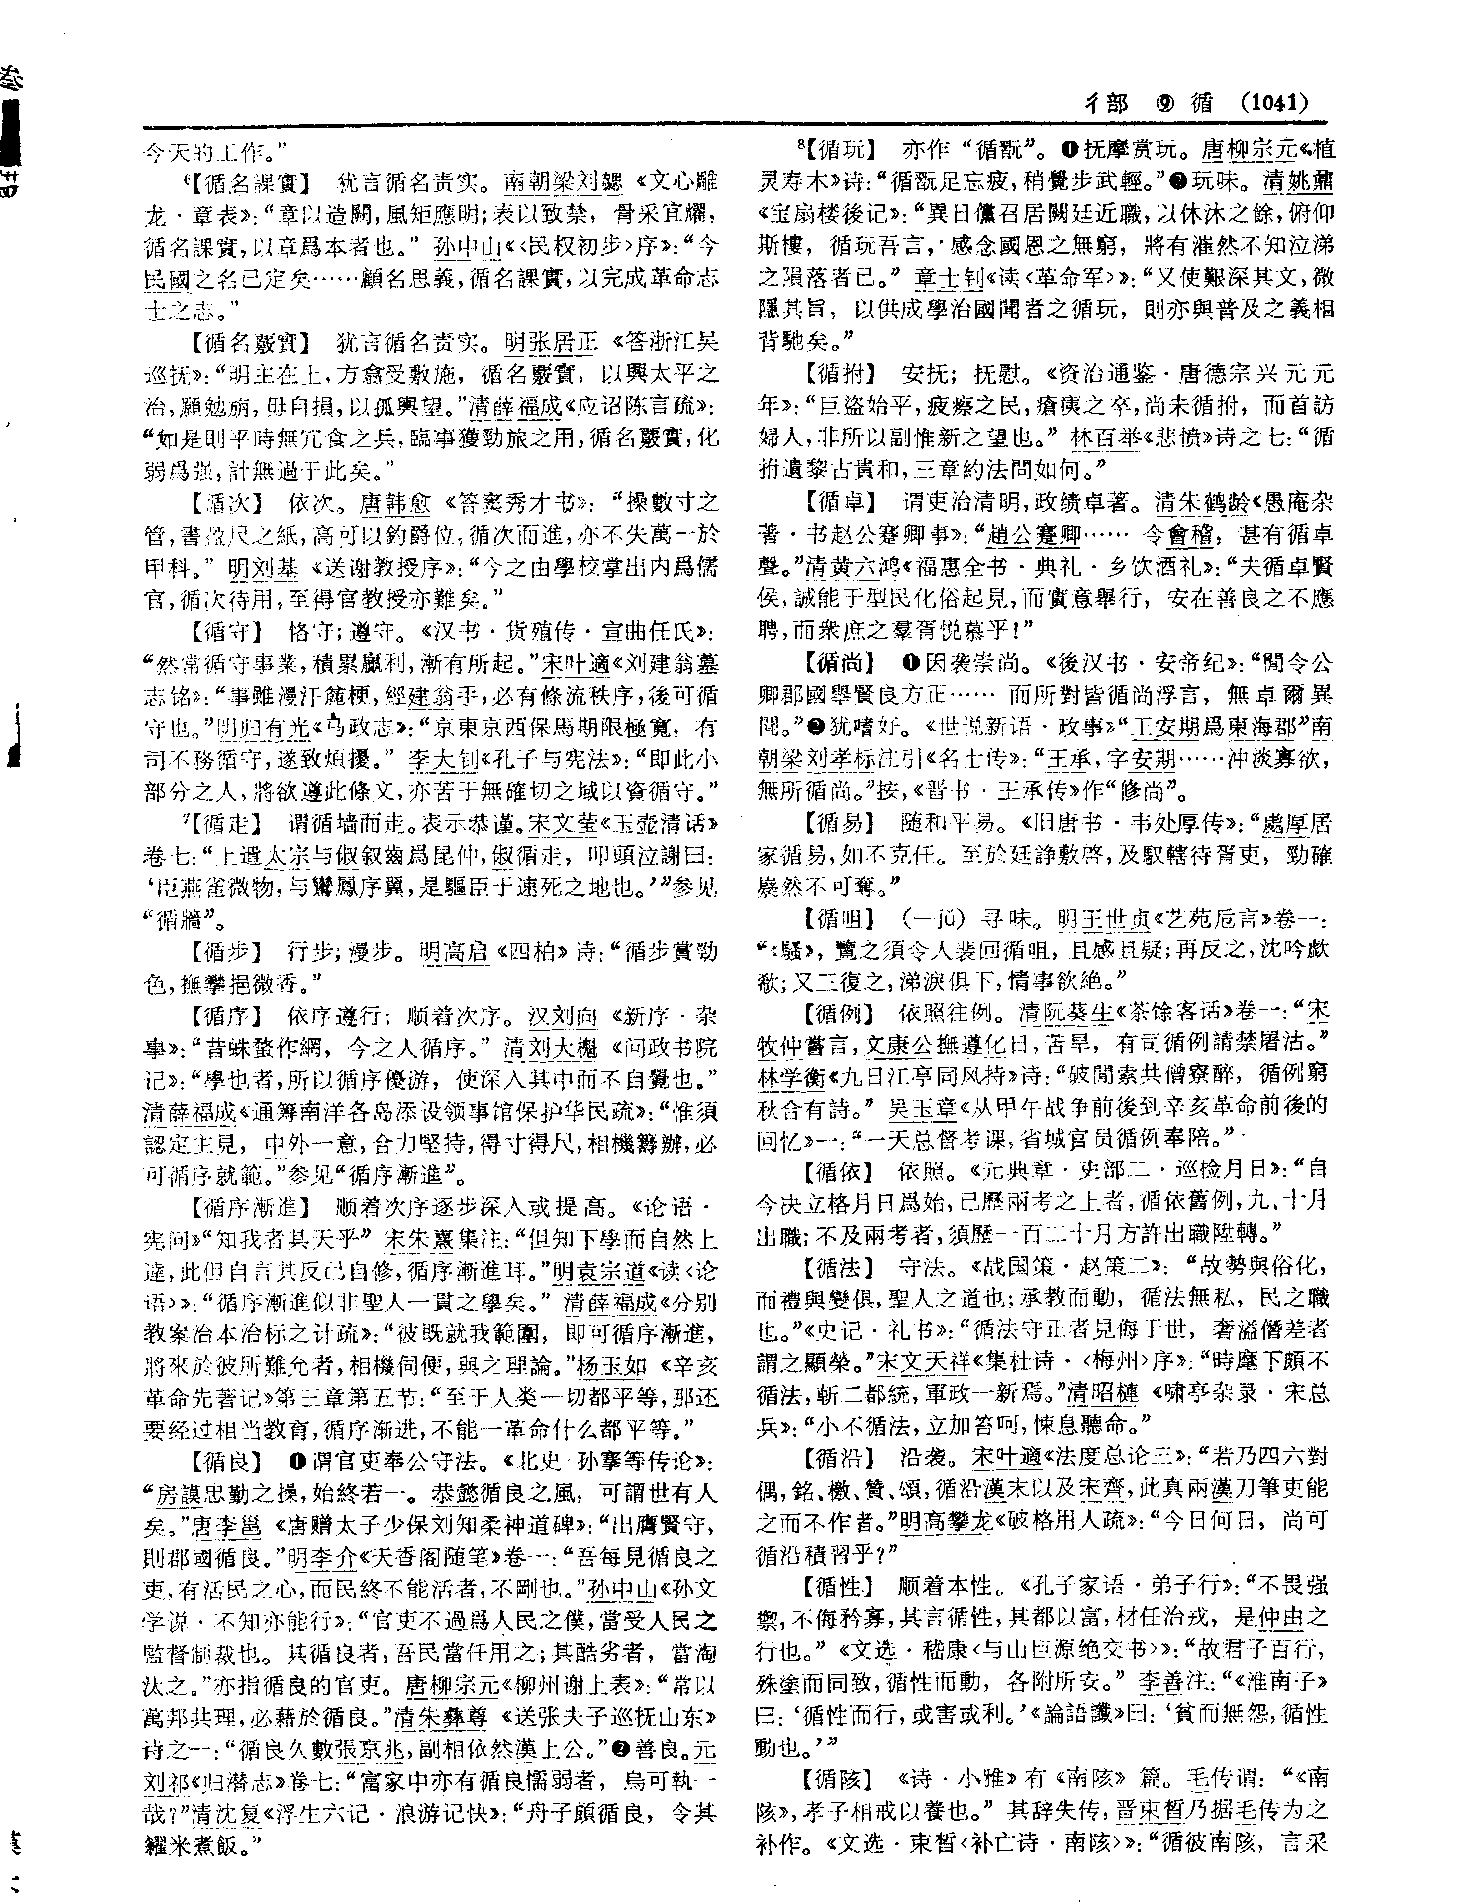 彳部 ⑨ 循 (1041)
今天的工作。”
⁶【循名課實】 犹言循名责实。南朝梁刘勰《文心雕
龙·章表》：“章以造闕，風矩應明；表以致禁，骨采宜耀，
循名課實，以章爲本者也。” 孙中山《〈民权初步〉序》：“今
民國之名已定矣……顧名思義，循名課實，以完成革命志
士之志。”
【循名覈實】 犹言循名责实。明张居正《答浙江吴
巡抚》：“明主在上，方翕受敷施，循名覈實，以興太平之
治，願勉旃，毋自損，以孤輿望。”清薛福成《应诏陈言疏》：
“如是則平時無冗食之兵，臨事獲勁旅之用，循名覈實，化
弱爲强，計無過于此矣。”
【循次】 依次。唐韩愈《答窦秀才书》：“操數寸之
管，書盈尺之紙，高可以釣爵位，循次而進，亦不失萬一於
甲科。” 明刘基《送谢教授序》：“今之由學校掌出内爲儒
官，循次待用，至得官教授亦難矣。”
【循守】 恪守；遵守。《汉书·货殖传·宣曲任氏》：
“然常循守事業，積累贏利，漸有所起。”宋叶適《刘建翁墓
志铭》：“事雖漫汗麄梗，經建翁手，必有條流秩序，後可循
守也。”明归有光《马政志》：“京東京西保馬期限極寬，有
司不務循守，遂致煩擾。” 李大钊《孔子与宪法》：“即此小
部分之人，將欲遵此條文，亦苦于無確切之域以資循守。”
⁷【循走】 谓循墙而走。表示恭谨。宋文莹《玉壶清话》
卷七：“上遣太宗与俶叙齒爲昆仲，俶循走，叩頭泣謝曰：
‘臣燕雀微物，与鸞鳳序翼，是驅臣于速死之地也。’”参见
“循牆”。
【循步】 行步；漫步。明高启《四柏》诗：“循步賞勁
色，撫攀挹微香。”
【循序】 依序遵行；顺着次序。汉刘向《新序·杂
事》：“昔蛛蝥作網，今之人循序。” 清刘大櫆《问政书院
记》：“學也者，所以循序優游，使深入其中而不自覺也。”
清薛福成《通筹南洋各岛添设领事馆保护华民疏》：“惟須
認定主見，中外一意，合力堅持，得寸得尺，相機籌辦，必
可循序就範。”参见“循序漸進”。
【循序漸進】 顺着次序逐步深入或提高。《论语·
宪问》“知我者其天乎” 宋朱熹集注：“但知下學而自然上
達，此但自言其反己自修，循序漸進耳。”明袁宗道《读〈论
语〉》：“循序漸進似非聖人一貫之學矣。” 清薛福成《分别
教案治本治标之计疏》：“彼既就我範圍，即可循序漸進，
將來於彼所難允者，相機伺便，與之理論。”杨玉如《辛亥
革命先著记》第三章第五节：“至于人类一切都平等，那还
要经过相当教育，循序渐进，不能一革命什么都平等。”
【循良】 ❶谓官吏奉公守法。《北史·孙搴等传论》：
“房謨忠勤之操，始終若一。恭懿循良之風，可謂世有人
矣。”唐李邕《唐赠太子少保刘知柔神道碑》：“出膺賢守，
則郡國循良。”明李介《天香阁随笔》卷一：“吾每見循良之
吏，有活民之心，而民終不能活者，不剛也。”孙中山《孙文
学说·不知亦能行》：“官吏不過爲人民之僕，當受人民之
監督制裁也。其循良者，吾民當任用之；其酷劣者，當淘
汰之。”亦指循良的官吏。唐柳宗元《柳州谢上表》：“常以
萬邦共理，必藉於循良。”清朱彝尊《送张夫子巡抚山东》
诗之一：“循良久數張京兆，副相依然漢上公。”❷善良。元
刘祁《归潜志》卷七：“富家中亦有循良懦弱者，烏可執一
哉？”清沈复《浮生六记·浪游记快》：“舟子頗循良，令其
糴米煮飯。”
⁸【循玩】 亦作“循翫”。❶抚摩赏玩。唐柳宗元《植
灵寿木》诗：“循翫足忘疲，稍覺步武輕。”❷玩味。清姚鼐
《宝扇楼後记》：“異日儻召居闕廷近職，以休沐之餘，俯仰
斯樓，循玩吾言，感念國恩之無窮，將有漼然不知泣涕
之隕落者已。” 章士钊《读〈革命军〉》：“又使艱深其文，微
隱其旨，以供成學治國聞者之循玩，則亦與普及之義相
背馳矣。”
【循拊】 安抚；抚慰。《资治通鉴·唐德宗兴元元
年》：“巨盜始平，疲瘵之民，瘡痍之卒，尚未循拊，而首訪
婦人，非所以副惟新之望也。” 林百举《悲愤》诗之七：“循
拊遺黎占貴和，三章約法問如何。”
【循卓】 谓吏治清明，政绩卓著。清朱鹤龄《愚庵杂
著·书赵公蹇卿事》：“趙公蹇卿…… 令會稽，甚有循卓
聲。”清黄六鸿《福惠全书·典礼·乡饮酒礼》：“夫循卓賢
侯，誠能于型民化俗起見，而實意舉行，安在善良之不應
聘，而衆庶之羣胥悦慕乎！”
【循尚】 ❶因袭崇尚。《後汉书·安帝纪》：“閒令公
卿郡國舉賢良方正…… 而所對皆循尚浮言，無卓爾異
聞。”❷犹嗜好。《世说新语·政事》“王安期爲東海郡”南
朝梁刘孝标注引《名士传》：“王承，字安期……冲淡寡欲，
無所循尚。”按，《晋书·王承传》作“修尚”。
【循易】 随和平易。《旧唐书·韦处厚传》：“處厚居
家循易，如不克任。至於廷諍敷啓，及馭轄待胥吏，勁確
嶷然不可奪。”
【循咀】 （—jǔ）寻味。明王世贞《艺苑卮言》卷一：
“《騷》，覽之須令人裴回循咀，且感且疑；再反之，沈吟歔
欷；又三復之，涕淚俱下，情事欲絶。”
【循例】 依照往例。清阮葵生《茶馀客话》卷一：“宋
牧仲嘗言，文康公撫遵化日，苦旱，有司循例請禁屠沽。”
林学衡《九日江亭同风持》诗：“破閒素共僧寮醉，循例窮
秋合有詩。” 吴玉章《从甲午战争前後到辛亥革命前後的
回忆》一：“一天总督考课，省城官员循例奉陪。”
【循依】 依照。《元典章·吏部二·巡检月日》：“自
今决立格月日爲始，已歷兩考之上者，循依舊例，九、十月
出職；不及兩考者，須歷一百二十月方許出職陞轉。”
【循法】 守法。《战国策·赵策二》：“故勢與俗化，
而禮與變俱，聖人之道也；承教而動，循法無私，民之職
也。”《史记·礼书》：“循法守正者見侮于世，奢溢僭差者
謂之顯榮。”宋文天祥《集杜诗·〈梅州〉序》：“時麾下頗不
循法，斬二都統，軍政一新焉。”清昭槤《啸亭杂录·宋总
兵》：“小不循法，立加笞呵，悚息聽命。”
【循沿】 沿袭。宋叶適《法度总论三》：“若乃四六對
偶，銘、檄、贊、頌，循沿漢末以及宋齊，此真兩漢刀筆吏能
之而不作者。”明高攀龙《破格用人疏》：“今日何日，尚可
循沿積習乎？”
【循性】 顺着本性。《孔子家语·弟子行》：“不畏强
禦，不侮矜寡，其言循性，其都以富，材任治戎，是仲由之
行也。” 《文选·嵇康〈与山巨源绝交书〉》：“故君子百行，
殊塗而同致，循性而動，各附所安。” 李善注：“《淮南子》
曰：‘循性而行，或害或利。’《論語讖》曰：‘貧而無怨，循性
動也。’”
【循陔】 《诗·小雅》有《南陔》篇。毛传谓：“《南
陔》，孝子相戒以養也。” 其辞失传，晋束皙乃据毛传为之
补作。《文选·束皙〈补亡诗·南陔〉》：“循彼南陔，言采